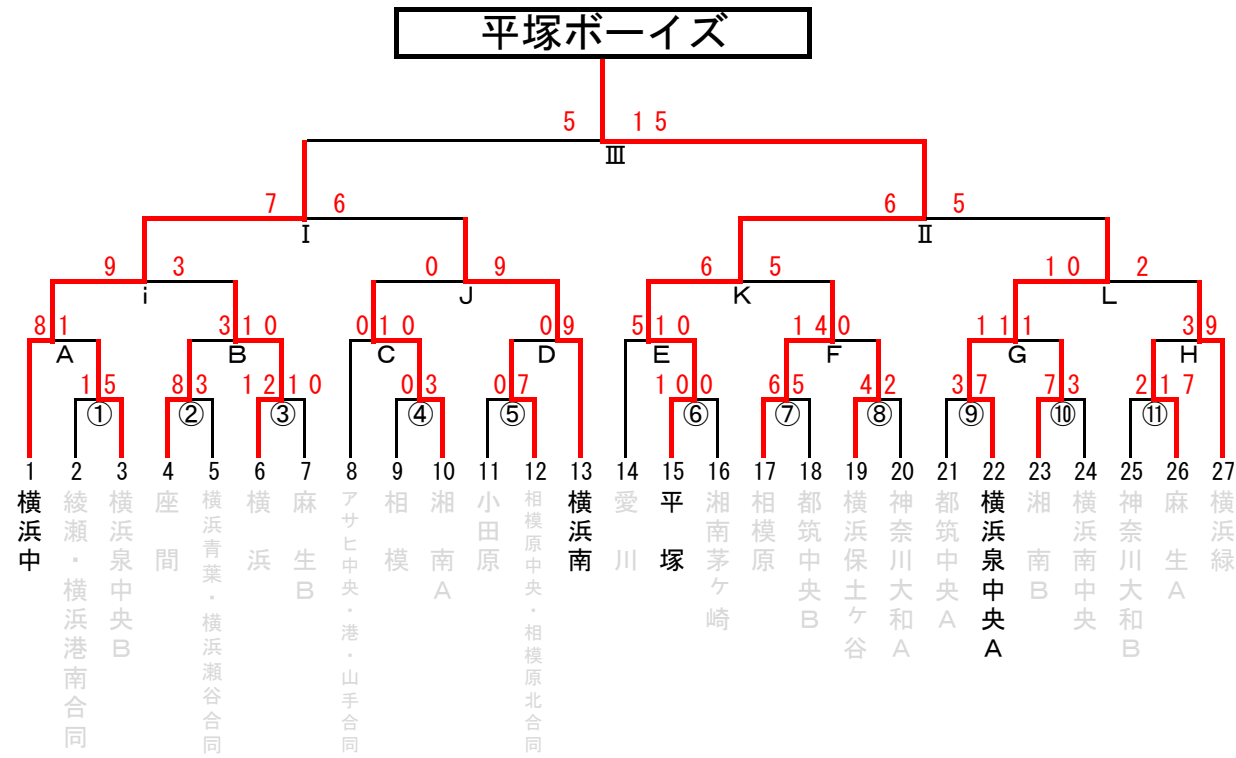 平塚ボーイズ
5 15
Ⅲ
7 6 6 5
Ⅰ Ⅱ
9 3 0 9 6 5 10 2
i J K L
8 1 3 10 0 10 0 9 5 10 14 0 11 1 3 9
A B C D E F G H
1 5 8 3 12 10 0 3 0 7 10 0 6 5 4 2 3 7 7 3 2 17
① ② ③ ④ ⑤ ⑥ ⑦ ⑧ ⑨ ⑩ ⑪
1 2 3 4 5 6 7 8 9 10 11 12 13 14 15 16 17 18 19 20 21 22 23 24 25 26 27
横浜中
綾瀬・横浜港南合同
横浜泉中央B
座間
横浜青葉・横浜瀬谷合同
横浜
麻生B
アサヒ中央・港・山手合同
相模
湘南A
小田原
相模原中央・相模原北合同
横浜南
愛川
平塚
湘南茅ケ崎
相模原
都筑中央B
横浜保土ケ谷
神奈川大和A
都筑中央A
横浜泉中央A
湘南B
横浜南中央
神奈川大和B
麻生A
横浜緑